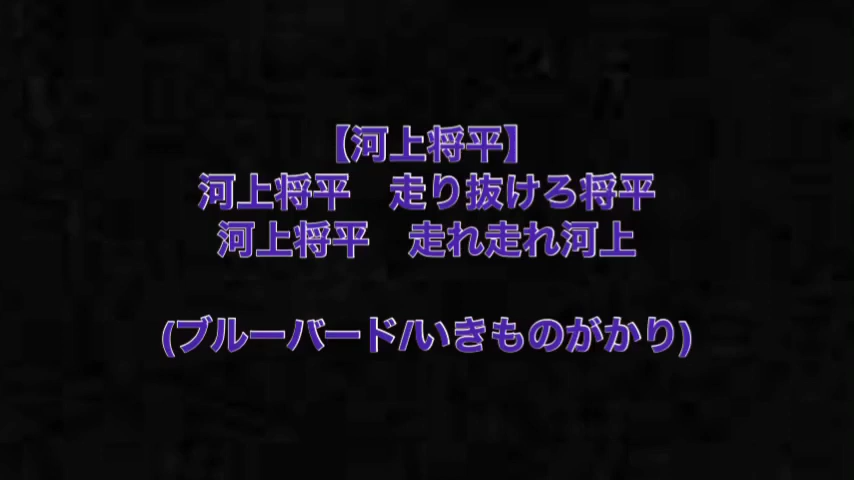 【河上将平】
河上将平　走り抜けろ将平
河上将平　走れ走れ河上
(ブルーバード/いきものがかり)